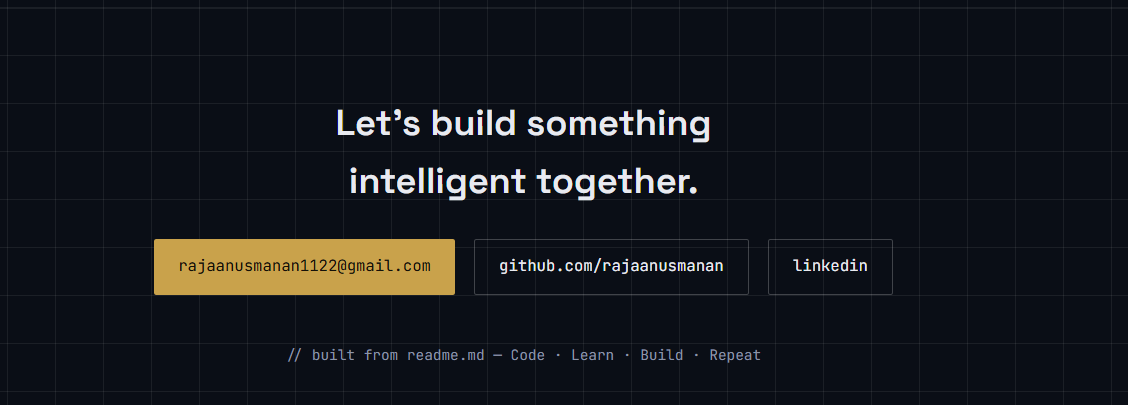 Let’s build something
intelligent together.
rajaanusmanan1122@gmail.com
github.com/rajaanusmanan
linkedin
// built from readme.md — Code · Learn · Build · Repeat